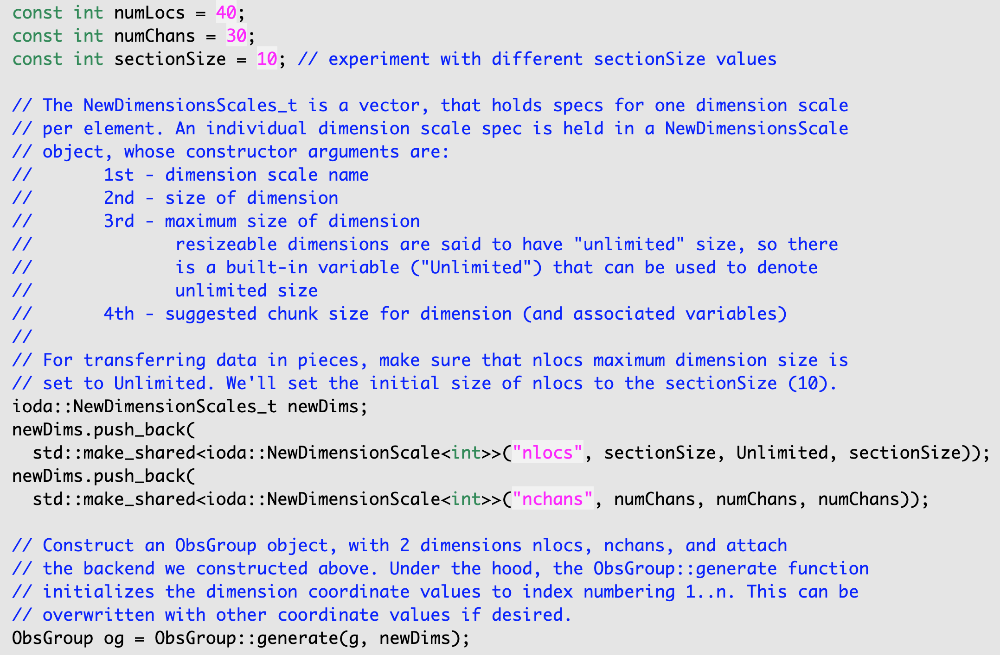 const int numLocs = 40;
const int numChans = 30;
const int sectionSize = 10; // experiment with different sectionSize values

// The NewDimensionsScales_t is a vector, that holds specs for one dimension scale
// per element. An individual dimension scale spec is held in a NewDimensionsScale
// object, whose constructor arguments are:
//       1st - dimension scale name
//       2nd - size of dimension
//       3rd - maximum size of dimension
//              resizeable dimensions are said to have "unlimited" size, so there
//              is a built-in variable ("Unlimited") that can be used to denote
//              unlimited size
//       4th - suggested chunk size for dimension (and associated variables)
//
// For transferring data in pieces, make sure that nlocs maximum dimension size is
// set to Unlimited. We'll set the initial size of nlocs to the sectionSize (10).
ioda::NewDimensionScales_t newDims;
newDims.push_back(
  std::make_shared<ioda::NewDimensionScale<int>>("nlocs", sectionSize, Unlimited, sectionSize));
newDims.push_back(
  std::make_shared<ioda::NewDimensionScale<int>>("nchans", numChans, numChans, numChans));

// Construct an ObsGroup object, with 2 dimensions nlocs, nchans, and attach
// the backend we constructed above. Under the hood, the ObsGroup::generate function
// initializes the dimension coordinate values to index numbering 1..n. This can be
// overwritten with other coordinate values if desired.
ObsGroup og = ObsGroup::generate(g, newDims);